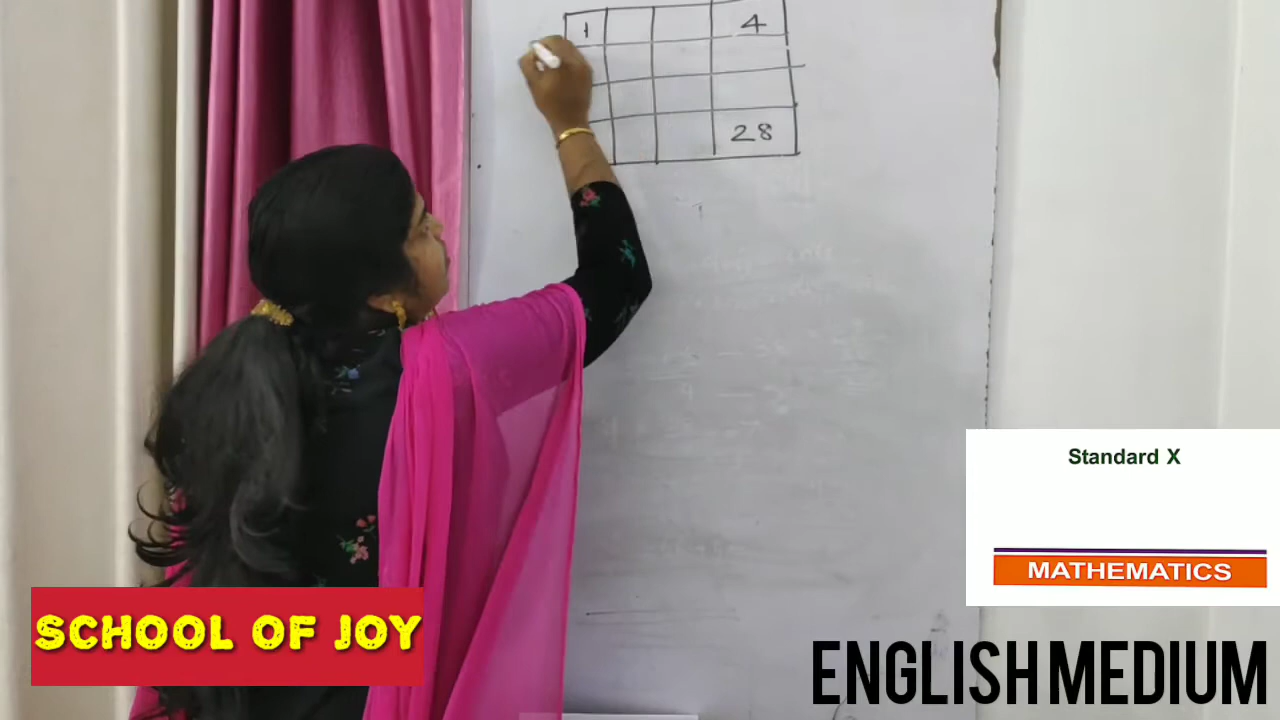 1 4
28
Standard X
MATHEMATICS
SCHOOL OF JOY
ENGLISH MEDIUM